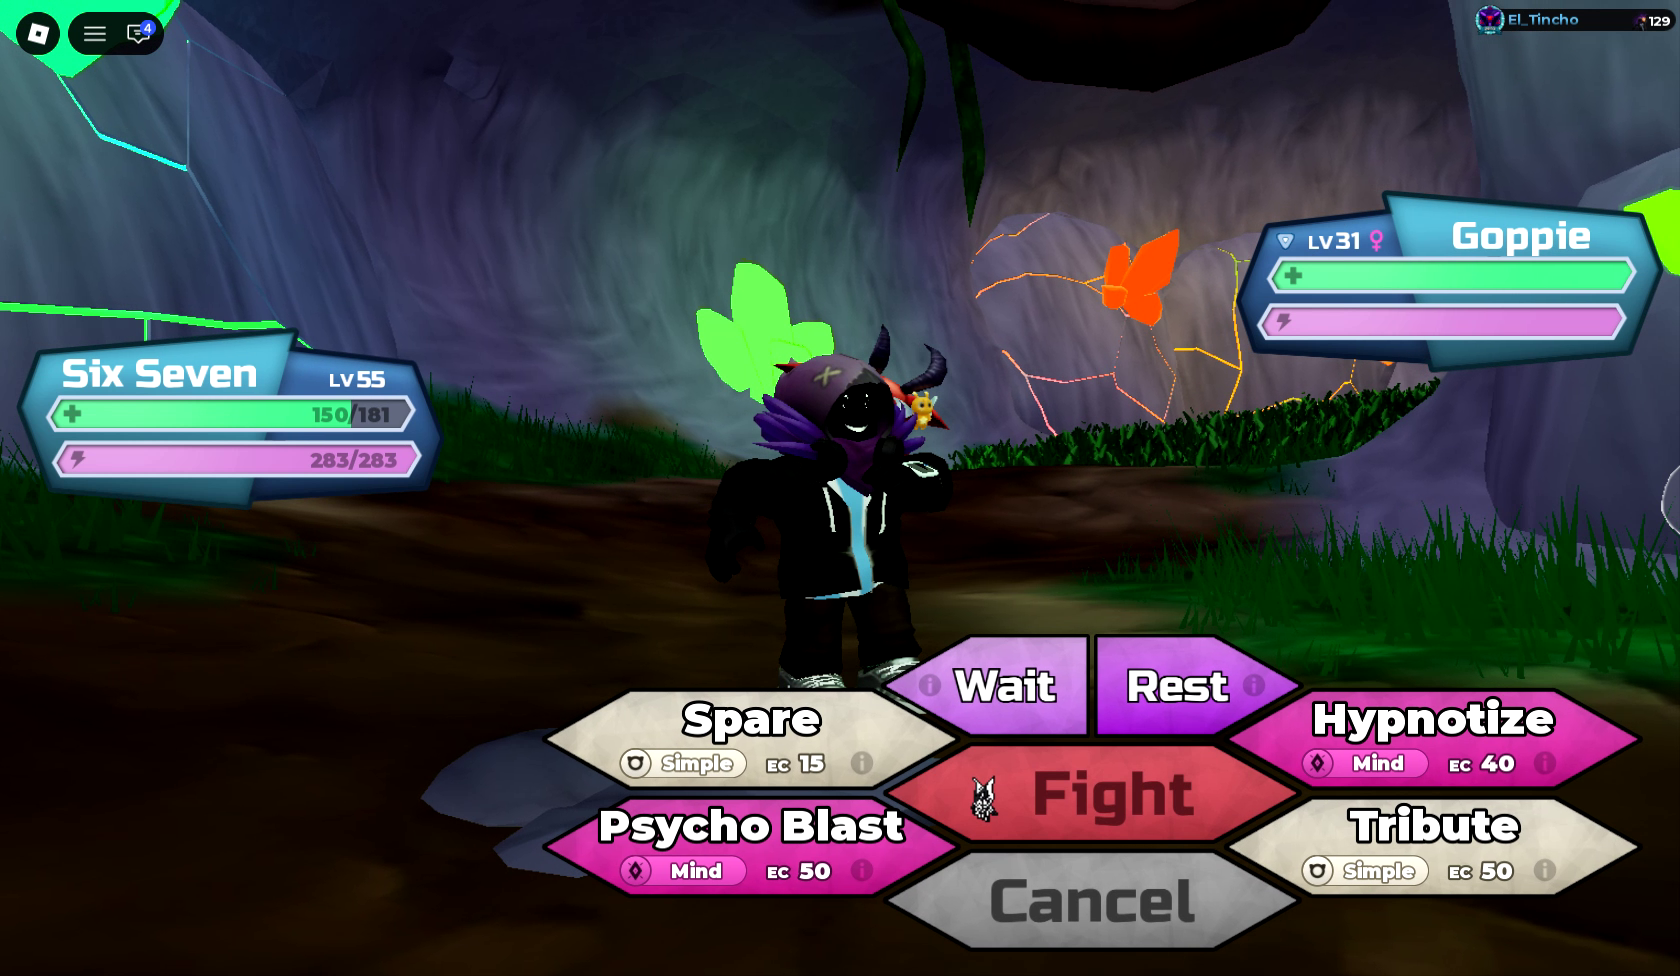 4
El_Tincho
129
LV31
Goppie
Six Seven
LV55
150/181
283/283
Wait
Rest
Spare
Simple
EC 15
Hypnotize
Mind
EC 40
Fight
Psycho Blast
Mind
EC 50
Tribute
Simple
EC 50
Cancel